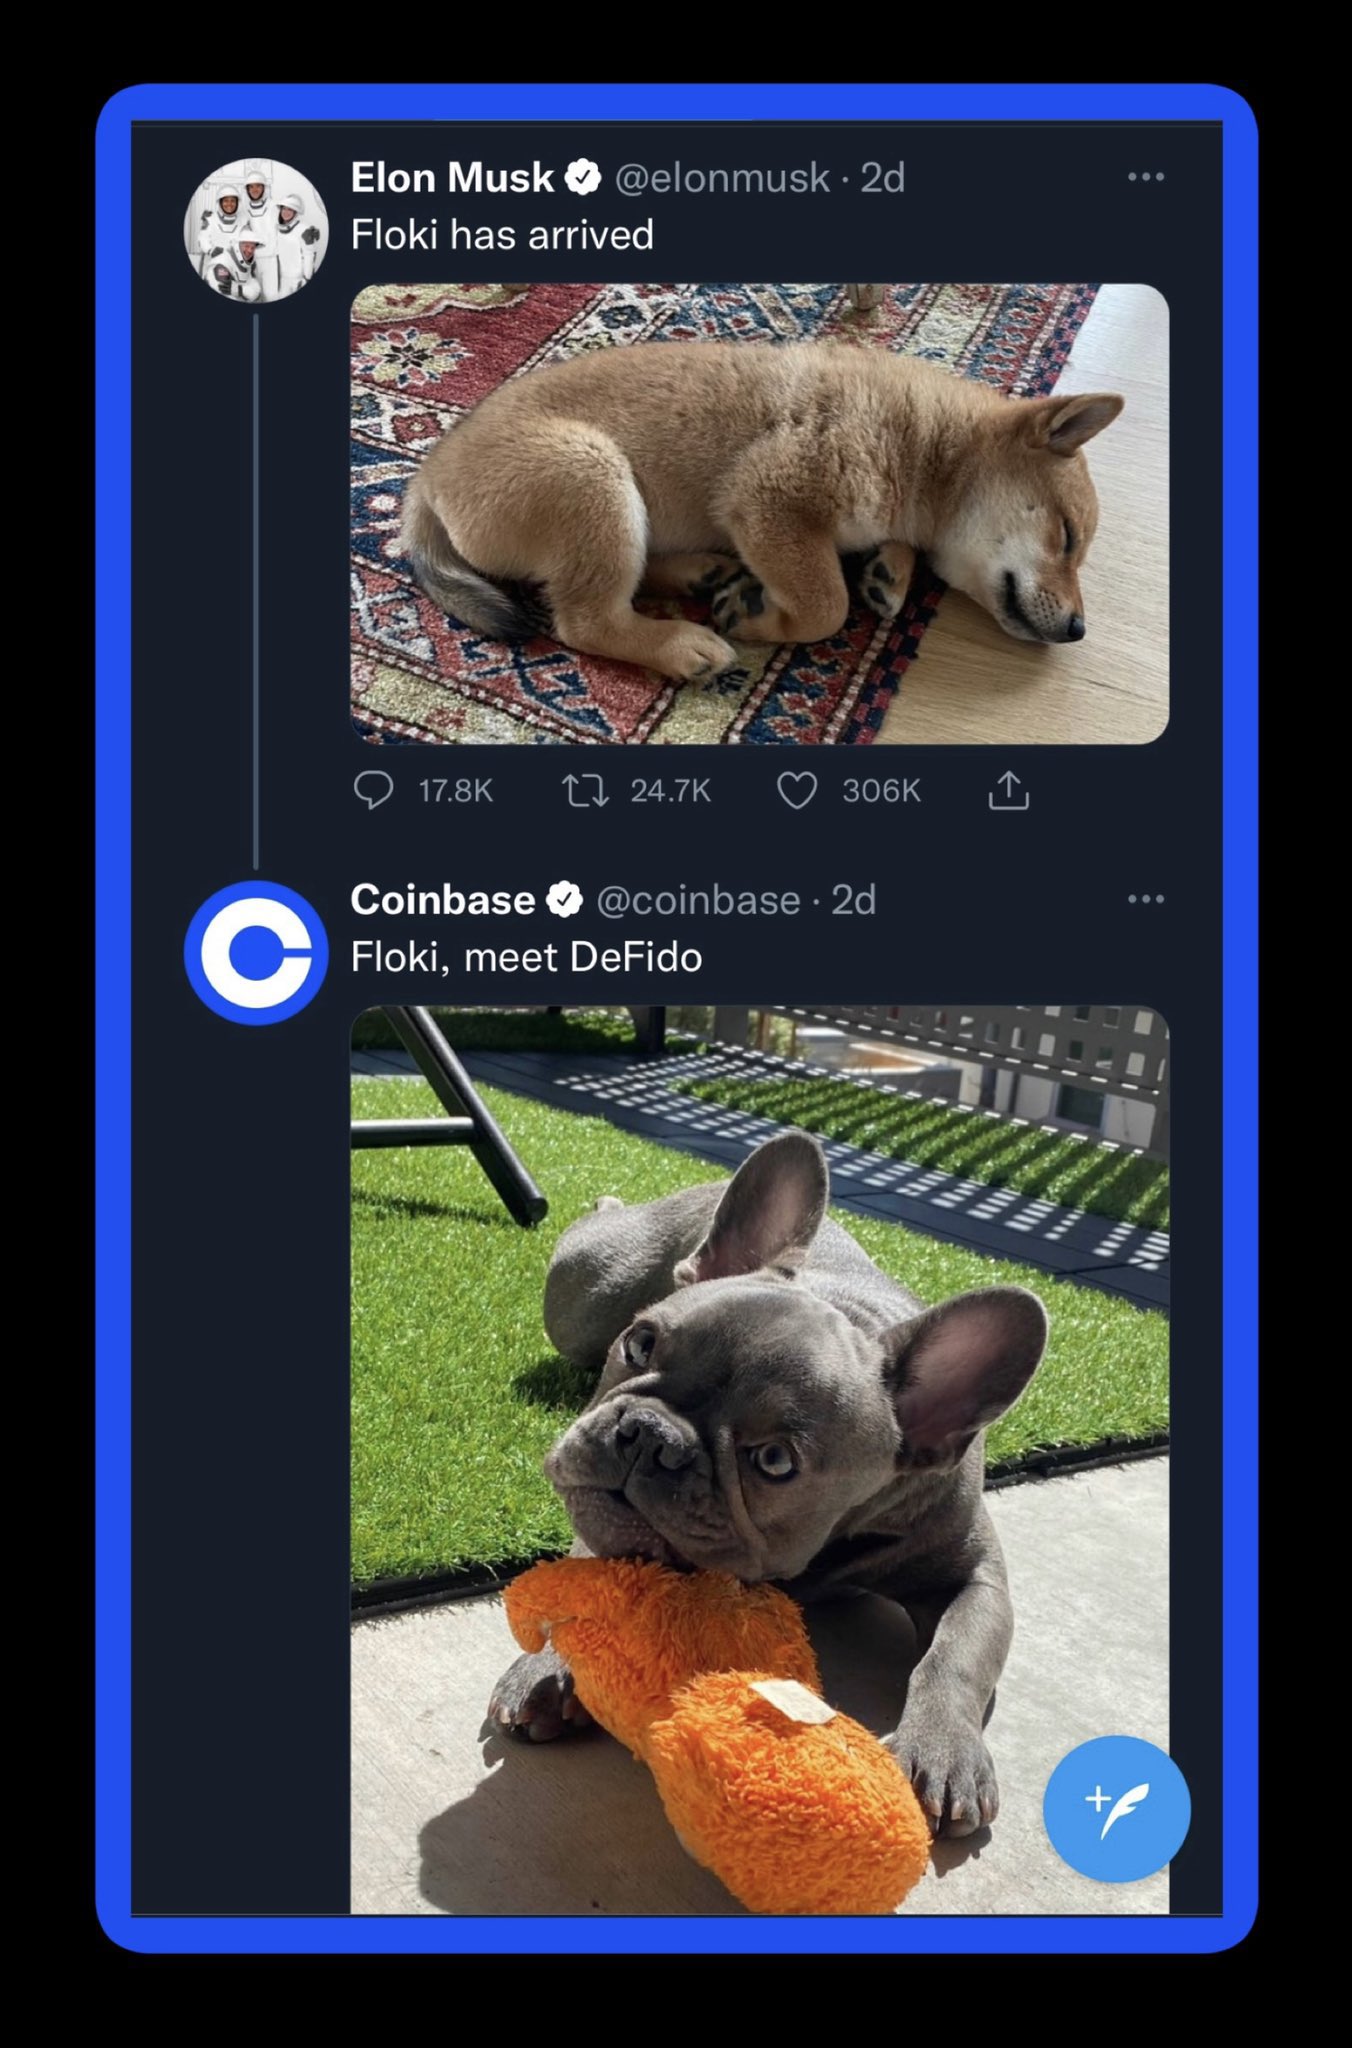 Elon Musk @elonmusk · 2d
Floki has arrived
17.8K 24.7K 306K
Coinbase @coinbase · 2d
Floki, meet DeFido